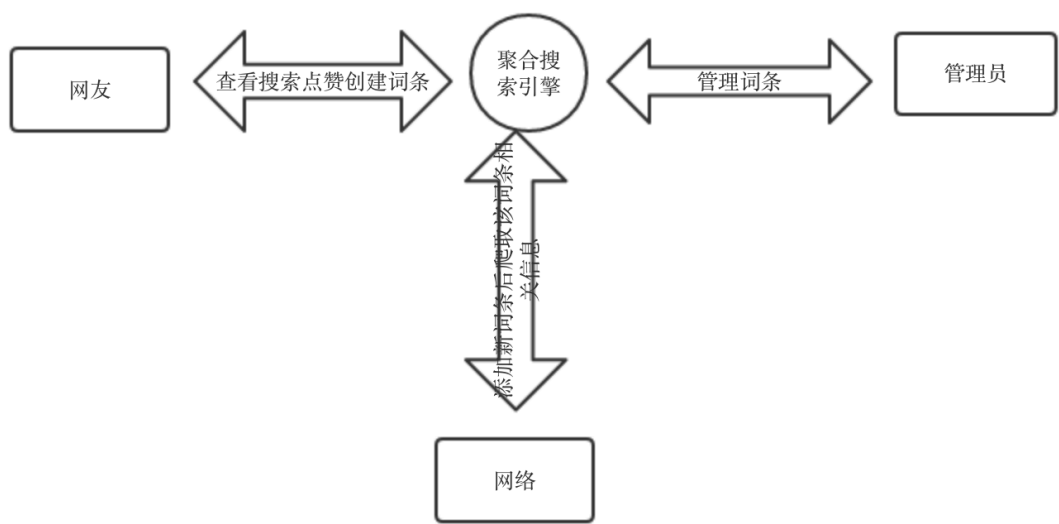 网友
查看搜索点赞创建词条
聚合搜
索引擎
管理词条
管理员
添加新词条后爬取该词条相
关信息
网络